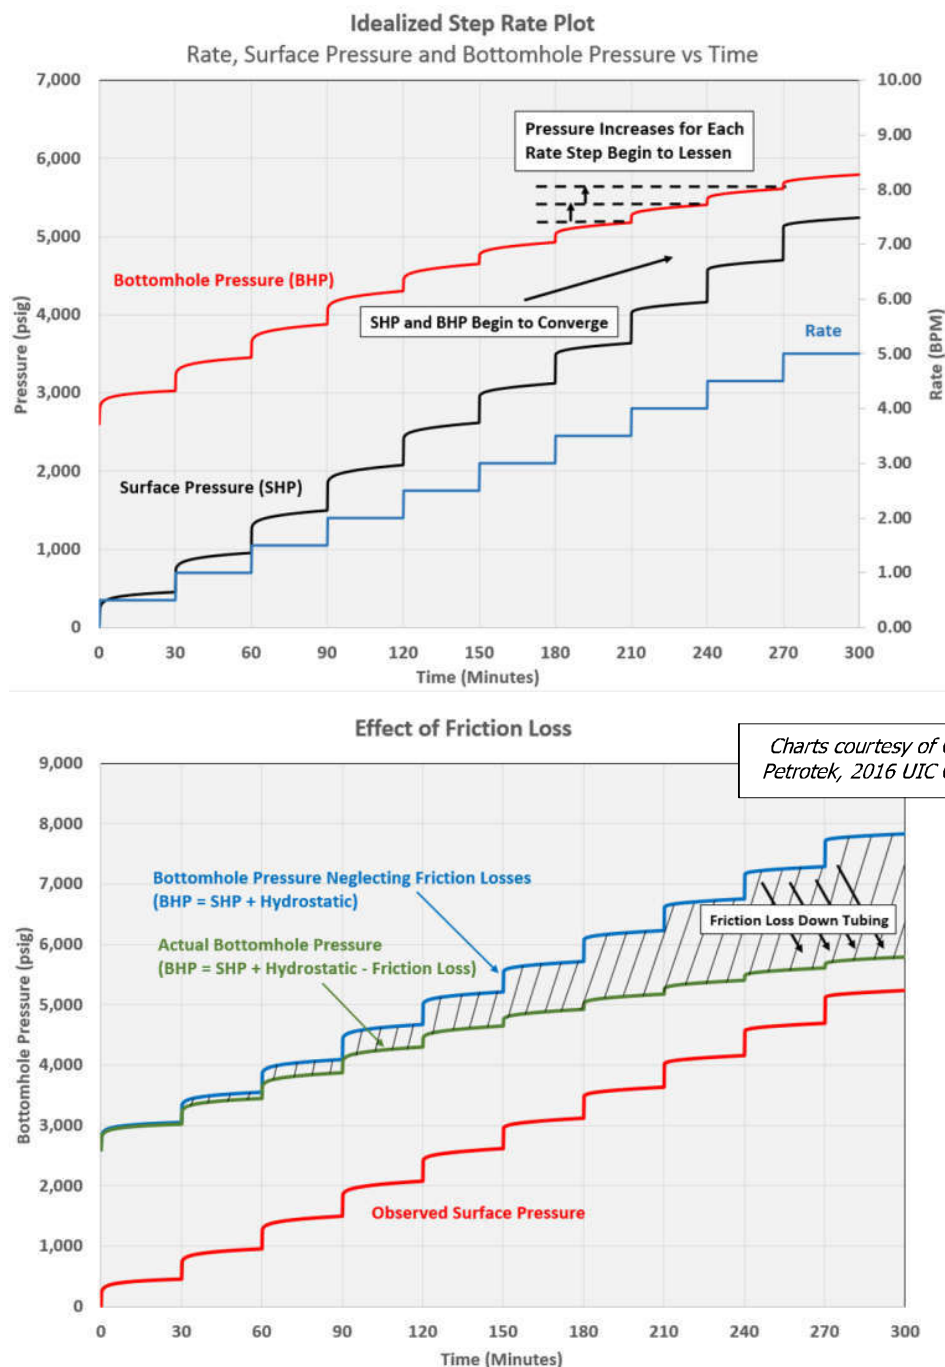 Idealized Step Rate Plot
Rate, Surface Pressure and Bottomhole Pressure vs Time
7,000
6,000
5,000
4,000
3,000
2,000
1,000
0
Pressure (psig)
10.00
9.00
8.00
7.00
6.00
5.00
4.00
3.00
2.00
1.00
0.00
Rate (BPM)
Pressure Increases for Each
Rate Step Begin to Lessen
Bottomhole Pressure (BHP)
SHP and BHP Begin to Converge
Rate
Surface Pressure (SHP)
0 30 60 90 120 150 180 210 240 270 300
Time (Minutes)
Effect of Friction Loss
Charts courtesy of
Petrotek, 2016 UIC
9,000
8,000
7,000
6,000
5,000
4,000
3,000
2,000
1,000
0
Bottomhole Pressure (psig)
Bottomhole Pressure Neglecting Friction Losses
(BHP = SHP + Hydrostatic)
Friction Loss Down Tubing
Actual Bottomhole Pressure
(BHP = SHP + Hydrostatic - Friction Loss)
Observed Surface Pressure
0 30 60 90 120 150 180 210 240 270 300
Time (Minutes)